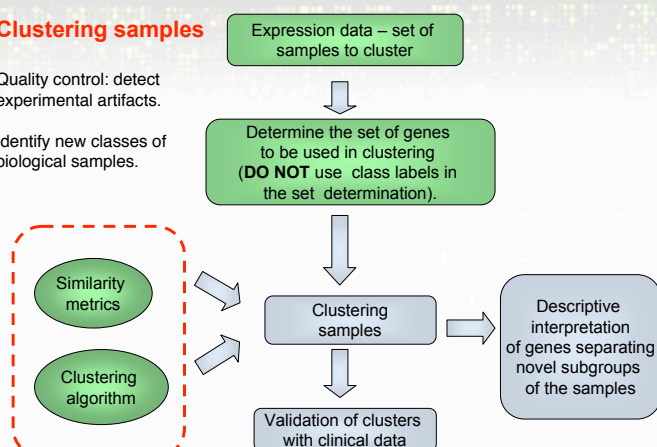 Clustering samples
Quality control: detect
experimental artifacts.
identify new classes of
biological samples.
Expression data – set of
samples to cluster
Determine the set of genes
to be used in clustering
(DO NOT use class labels in
the set determination).
Similarity
metrics
Clustering
algorithm
Clustering
samples
Descriptive
interpretation
of genes separating
novel subgroups
of the samples
Validation of clusters
with clinical data